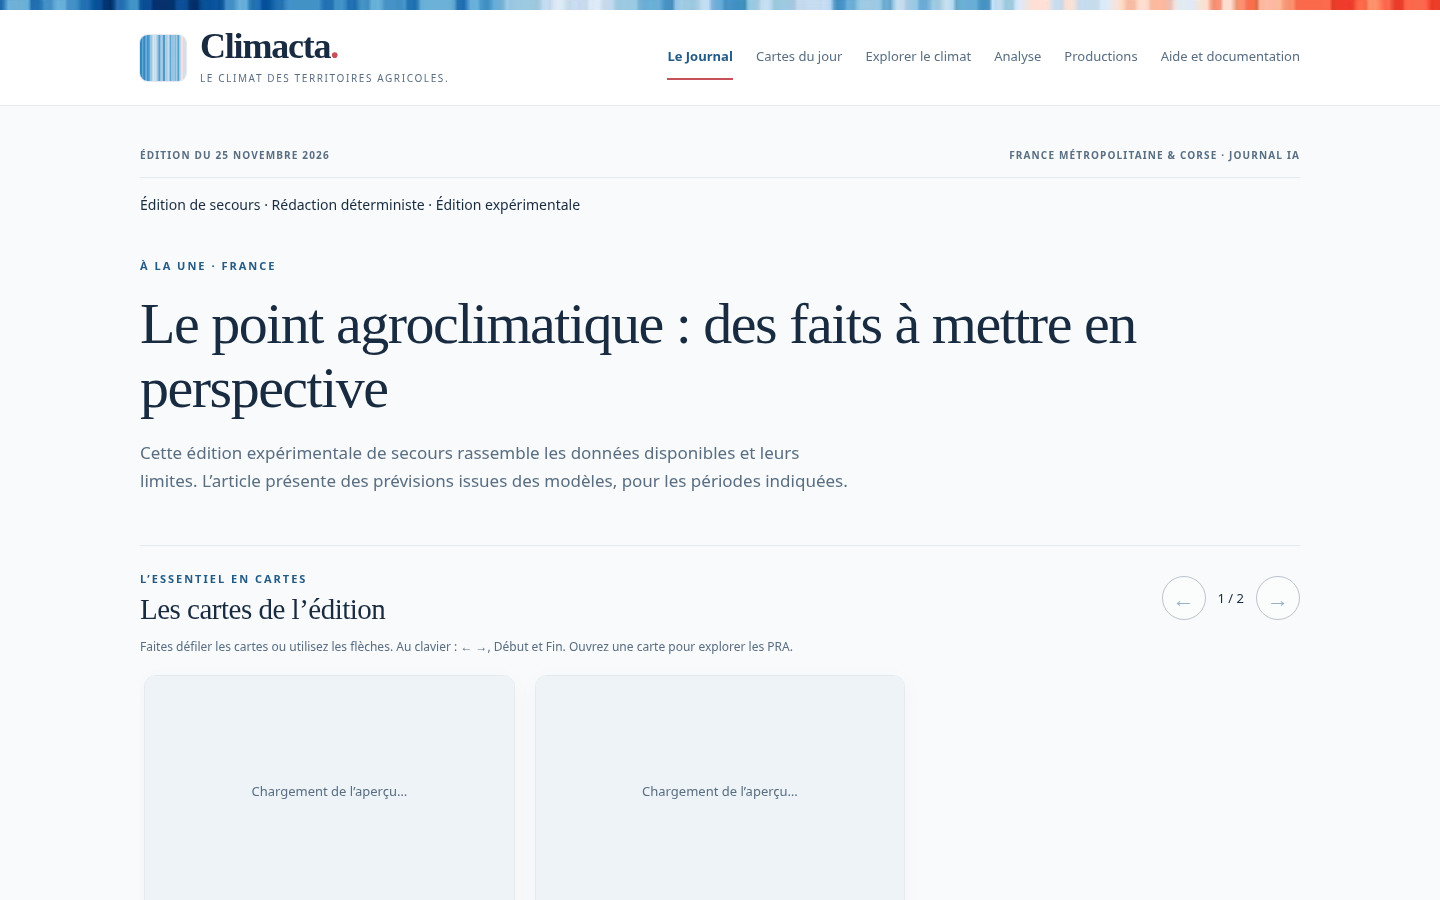 Climacta.
LE CLIMAT DES TERRITOIRES AGRICOLES.
Le Journal
Cartes du jour
Explorer le climat
Analyse
Productions
Aide et documentation
ÉDITION DU 25 NOVEMBRE 2026
FRANCE MÉTROPOLITAINE & CORSE · JOURNAL IA
Édition de secours · Rédaction déterministe · Édition expérimentale
À LA UNE · FRANCE
Le point agroclimatique : des faits à mettre en
perspective
Cette édition expérimentale de secours rassemble les données disponibles et leurs
limites. L’article présente des prévisions issues des modèles, pour les périodes indiquées.
L’ESSENTIEL EN CARTES
Les cartes de l’édition
← 1 / 2 →
Faites défiler les cartes ou utilisez les flèches. Au clavier : ← →, Début et Fin. Ouvrez une carte pour explorer les PRA.
Chargement de l’aperçu…
Chargement de l’aperçu…